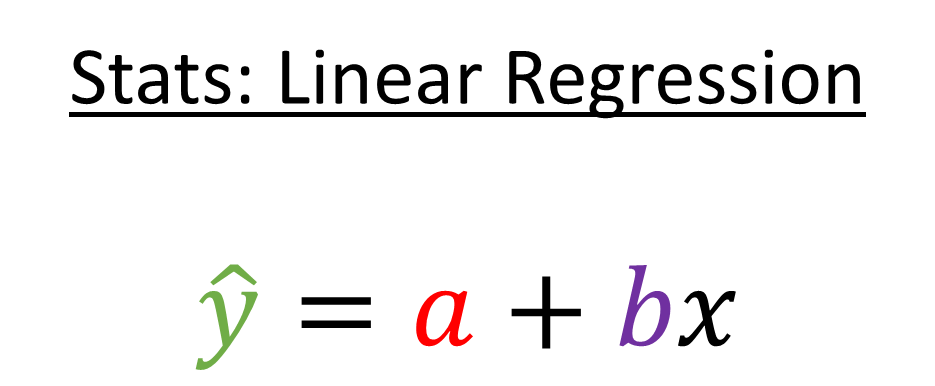 Stats: Linear Regression
ŷ = a + bx